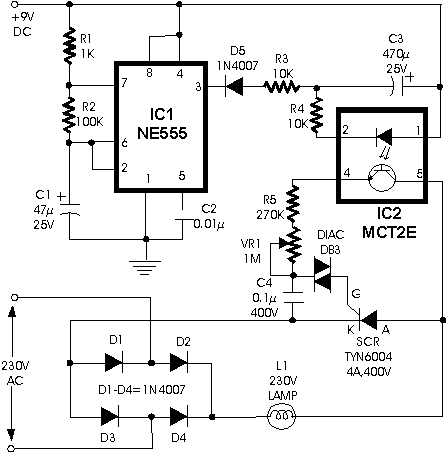 +9V
DC
R1
1K
R2
100K
C1
+
47µ
25V
7
6
2
8
4
3
1
5
IC1
NE555
C2
0.01µ
D5
1N4007
R3
10K
C3
470µ
25V
+
R4
10K
2
1
4
5
IC2
MCT2E
R5
270K
VR1
1M
DIAC
DB3
C4
0.1µ
400V
G
K
A
SCR
TYN6004
4A,400V
230V
AC
D1
D2
D1-D4=1N4007
D3
D4
L1
230V
LAMP